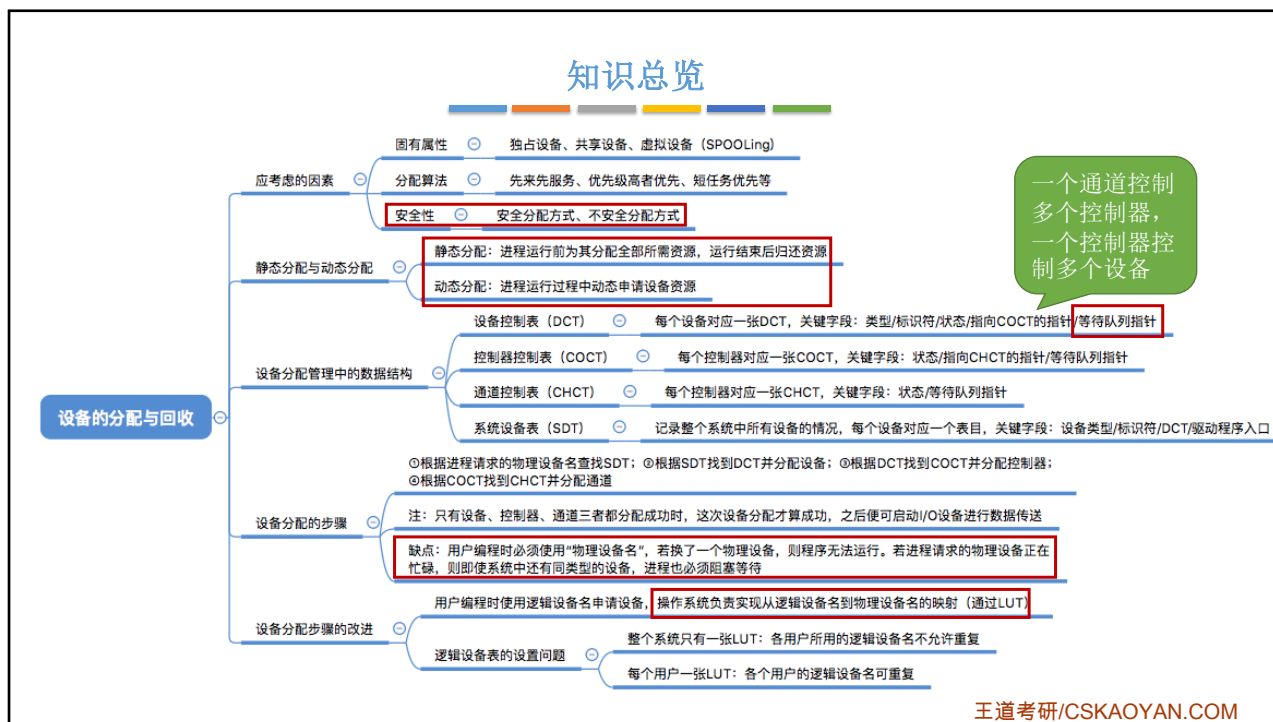 知识总览
固有属性
独占设备、共享设备、虚拟设备（SPOOLing）
应考虑的因素
分配算法
先来先服务、优先级高者优先、短任务优先等
安全性
安全分配方式、不安全分配方式
一个通道控制
多个控制器，
一个控制器控
制多个设备
静态分配与动态分配
静态分配：进程运行前为其分配全部所需资源，运行结束后归还资源
动态分配：进程运行过程中动态申请设备资源
设备分配管理中的数据结构
设备控制表（DCT）
每个设备对应一张DCT，关键字段：类型/标识符/状态/指向COCT的指针/等待队列指针
控制器控制表（COCT）
每个控制器对应一张COCT，关键字段：状态/指向CHCT的指针/等待队列指针
通道控制表（CHCT）
每个控制器对应一张CHCT，关键字段：状态/等待队列指针
系统设备表（SDT）
记录整个系统中所有设备的情况，每个设备对应一个表目，关键字段：设备类型/标识符/DCT/驱动程序入口
设备的分配与回收
设备分配的步骤
①根据进程请求的物理设备名查找SDT；②根据SDT找到DCT并分配设备；③根据DCT找到COCT并分配控制器；
④根据COCT找到CHCT并分配通道
注：只有设备、控制器、通道三者都分配成功时，这次设备分配才算成功，之后便可启动I/O设备进行数据传送
缺点：用户编程时必须使用“物理设备名”，若换了一个物理设备，则程序无法运行。若进程请求的物理设备正在
忙碌，则即使系统中还有同类型的设备，进程也必须阻塞等待
设备分配步骤的改进
用户编程时使用逻辑设备名申请设备，操作系统负责实现从逻辑设备名到物理设备名的映射（通过LUT）
逻辑设备表的设置问题
整个系统只有一张LUT：各用户所用的逻辑设备名不允许重复
每个用户一张LUT：各个用户的逻辑设备名可重复
王道考研/CSKAOYAN.COM